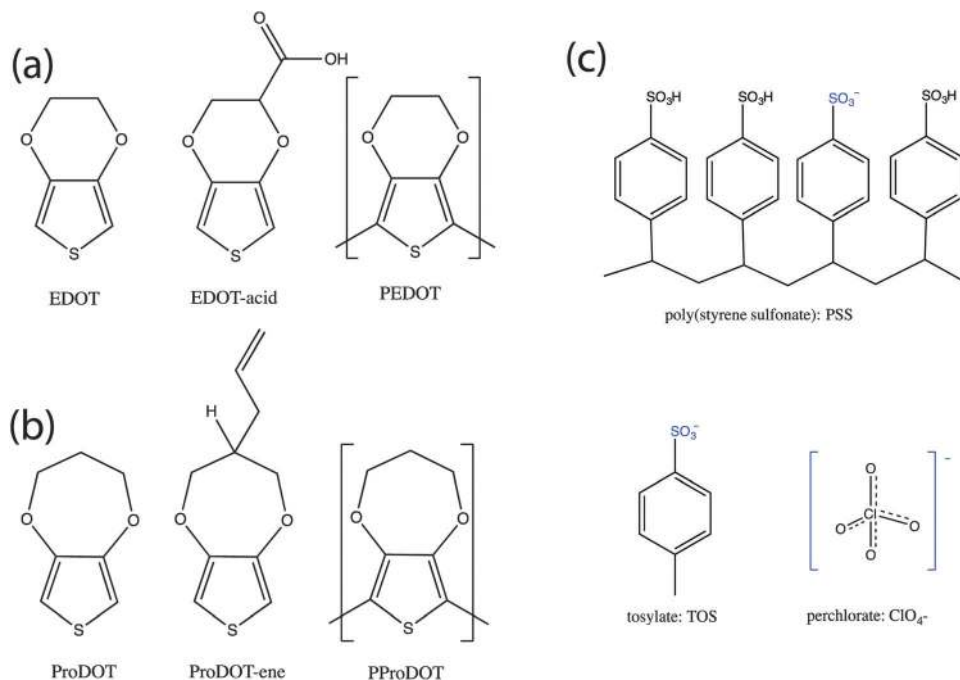 (a)
O
OH
O O
O O
O O
S
S
S
EDOT
EDOT-acid
PEDOT
(b)
H
O O
O O
O O
S
S
S
ProDOT
ProDOT-ene
PProDOT
(c)
SO₃H
SO₃H
SO₃⁻
SO₃H
poly(styrene sulfonate): PSS
SO₃⁻
tosylate: TOS
O
Cl
O O
O
−
perchlorate: ClO₄-